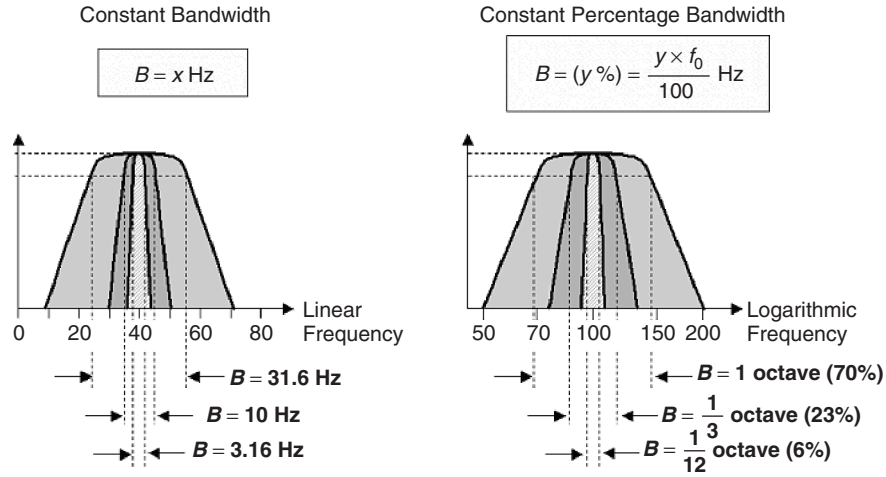 Constant Bandwidth
B = x Hz
0 20 40 60 80
Linear
Frequency
B = 31.6 Hz
B = 10 Hz
B = 3.16 Hz
Constant Percentage Bandwidth
B = (y %) = y × f₀ / 100 Hz
50 70 100 150 200
Logarithmic
Frequency
B = 1 octave (70%)
B = 1/3 octave (23%)
B = 1/12 octave (6%)